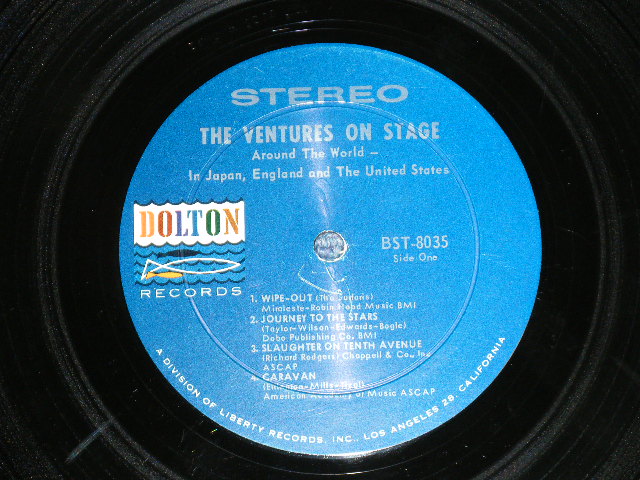 STEREO
THE VENTURES ON STAGE
Around The World –
In Japan, England and The United States
DOLTON
RECORDS
BST-8035
Side One
1. WIPE-OUT (The Surfaris)
Miraleste-Robin Hood Music BMI
2. JOURNEY TO THE STARS
(Taylor-Wilson-Edwards-Bogle)
Dobo Publishing Co. BMI
3. SLAUGHTER ON TENTH AVENUE
(Richard Rodgers) Chappell & Co., Inc.
ASCAP
4. CARAVAN
American Academy of Music ASCAP
A DIVISION OF LIBERTY RECORDS, INC., LOS ANGELES 28, CALIFORNIA